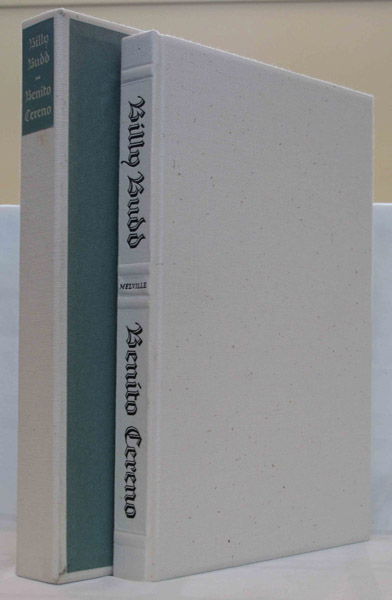 Billy
Budd
—
Benito
Cereno
Billy Budd
MELVILLE
Benito Cereno